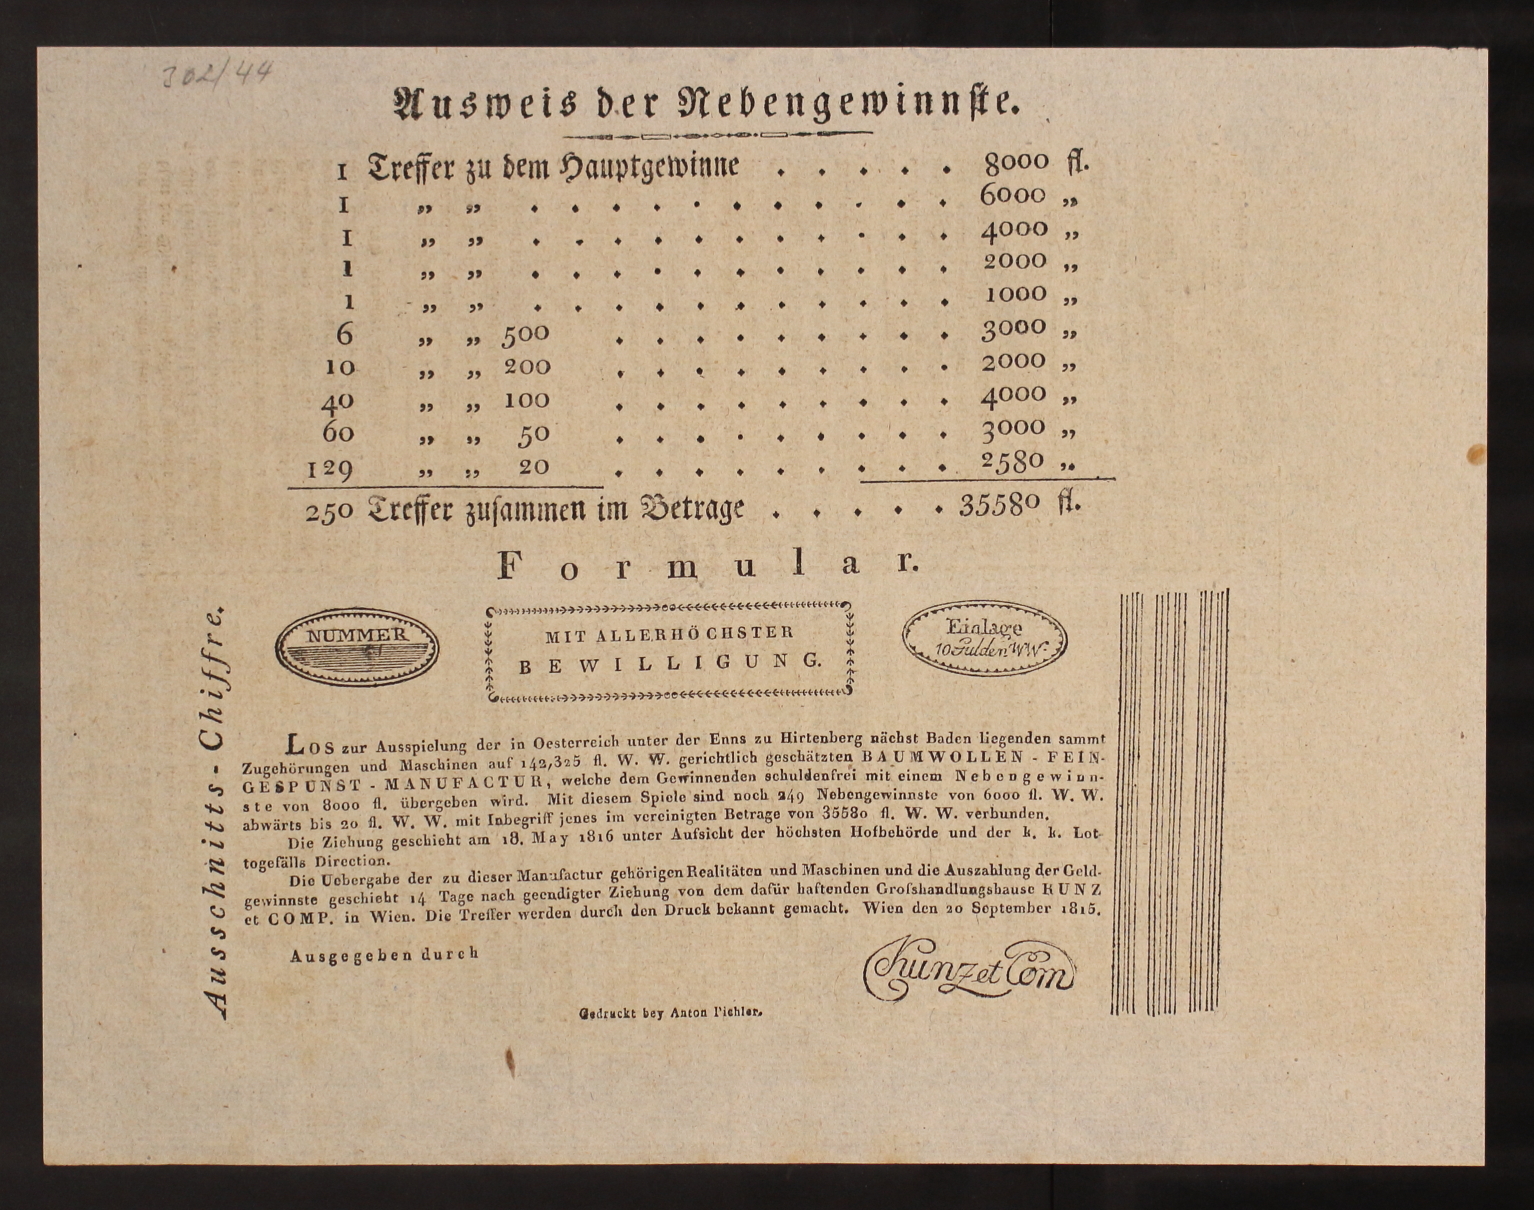 302/44
Ausweis der Nebengewinnste.
1 Treffer zu dem Hauptgewinne . . . . . 8000 fl.
1 „ „ . . . . . . . . . . . 6000 „
1 „ „ . . . . . . . . . . . 4000 „
1 „ „ . . . . . . . . . . . 2000 „
1 „ „ . . . . . . . . . . . 1000 „
6 „ „ 500 . . . . . . . . . 3000 „
10 „ „ 200 . . . . . . . . . 2000 „
40 „ „ 100 . . . . . . . . . 4000 „
60 „ „ 50 . . . . . . . . . 3000 „
129 „ „ 20 . . . . . . . . . 2580 „
250 Treffer zusammen im Betrage . . . . . 35580 fl.
Formular.
Ausschnitts-Chiffre.
NUMMER
MIT ALLERHÖCHSTER
BEWILLIGUNG.
Einlage
10 Gulden WW.
LOS zur Ausspielung der in Oesterreich unter der Enns zu Hirtenberg nächst Baden liegenden sammt
Zugehörungen und Maschinen auf 142,325 fl. W. W. gerichtlich geschätzten BAUMWOLLEN-FEIN-
GESPUNST-MANUFACTUR, welche dem Gewinnenden schuldenfrei mit einem Nebengewinn-
ste von 8000 fl. übergeben wird. Mit diesem Spiele sind noch 249 Nebengewinnste von 6000 fl. W. W.
abwärts bis 20 fl. W. W. mit Inbegriff jenes im vereinigten Betrage von 35580 fl. W. W. verbunden.
Die Ziehung geschieht am 18. May 1816 unter Aufsicht der höchsten Hofbehörde und der k. k. Lot-
togefälls Direction.
Die Uebergabe der zu dieser Manufactur gehörigen Realitäten und Maschinen und die Auszahlung der Geld-
gewinnste geschieht 14 Tage nach geendigter Ziehung von dem dafür haftenden Grofshandlungshause KUNZ
et COMP. in Wien. Die Treffer werden durch den Druck bekannt gemacht. Wien den 20 September 1815.
Ausgegeben durch
Kunz et Com
Gedruckt bey Anton Pichler.